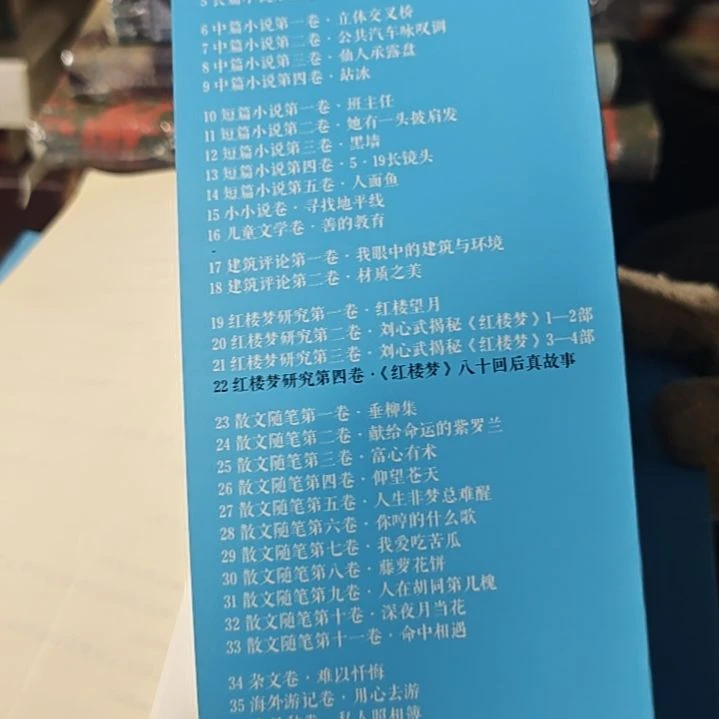 6 中篇小说第一卷·立体交叉桥
7 中篇小说第二卷·公共汽车咏叹调
8 中篇小说第三卷·仙人承露盘
9 中篇小说第四卷·站冰
10 短篇小说第一卷·班主任
11 短篇小说第二卷·她有一头披肩发
12 短篇小说第三卷·黑墙
13 短篇小说第四卷·5·19长镜头
14 短篇小说第五卷·人面鱼
15 小小说卷·寻找地平线
16 儿童文学卷·善的教育
17 建筑评论第一卷·我眼中的建筑与环境
18 建筑评论第二卷·材质之美
19 红楼梦研究第一卷·红楼望月
20 红楼梦研究第二卷·刘心武揭秘《红楼梦》1—2部
21 红楼梦研究第三卷·刘心武揭秘《红楼梦》3—4部
22 红楼梦研究第四卷·《红楼梦》八十回后真故事
23 散文随笔第一卷·垂柳集
24 散文随笔第二卷·献给命运的紫罗兰
25 散文随笔第三卷·富心有术
26 散文随笔第四卷·仰望苍天
27 散文随笔第五卷·人生非梦总难醒
28 散文随笔第六卷·你哼的什么歌
29 散文随笔第七卷·我爱吃苦瓜
30 散文随笔第八卷·藤萝花饼
31 散文随笔第九卷·人在胡同第几槐
32 散文随笔第十卷·深夜月当花
33 散文随笔第十一卷·命中相遇
34 杂文卷·难以忏悔
35 海外游记卷·用心去游
私人照相簿